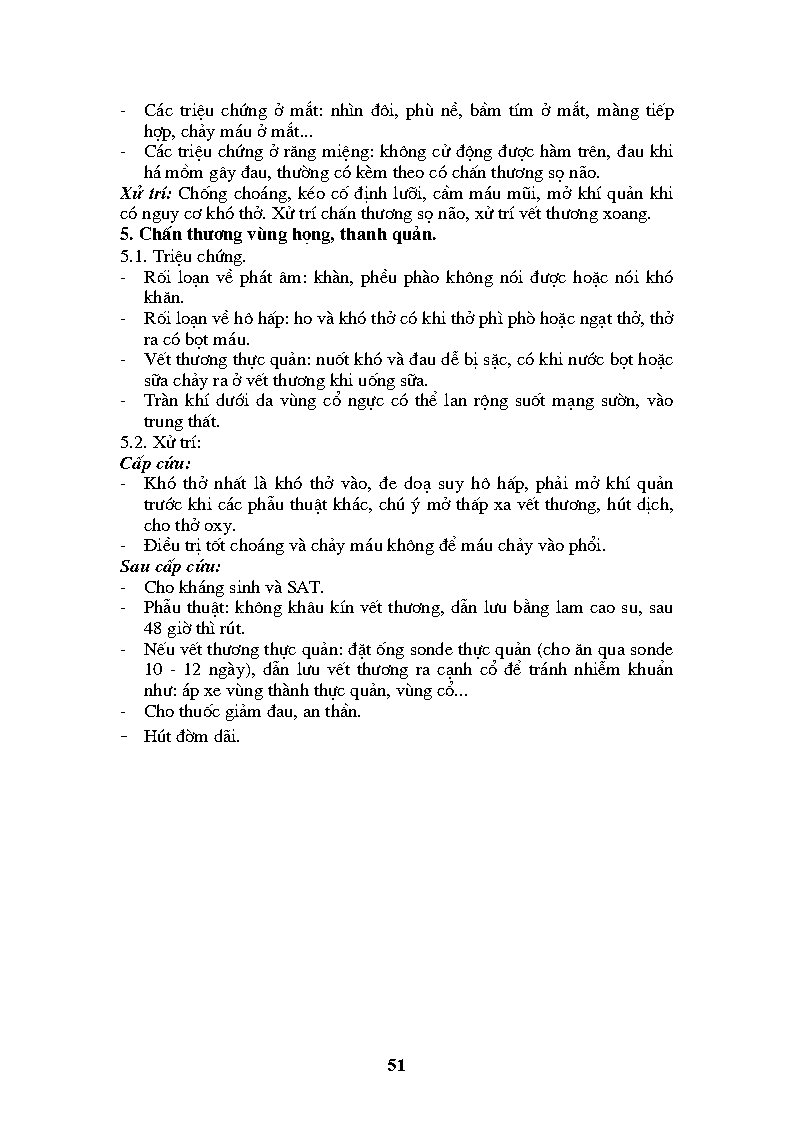 - Các triệu chứng ở mắt: nhìn đôi, phù nề, bầm tím ở mắt, màng tiếp
hợp, chảy máu ở mắt...
- Các triệu chứng ở răng miệng: không cử động được hàm trên, đau khi
há mồm gây đau, thường có kèm theo có chấn thương sọ não.
Xử trí: Chống choáng, kéo cố định lưỡi, cầm máu mũi, mở khí quản khi
có nguy cơ khó thở. Xử trí chấn thương sọ não, xử trí vết thương xoang.
5. Chấn thương vùng họng, thanh quản.
5.1. Triệu chứng.
- Rối loạn về phát âm: khàn, phều phào không nói được hoặc nói khó
khăn.
- Rối loạn về hô hấp: ho và khó thở có khi thở phì phò hoặc ngạt thở, thở
ra có bọt máu.
- Vết thương thực quản: nuốt khó và đau dễ bị sặc, có khi nước bọt hoặc
sữa chảy ra ở vết thương khi uống sữa.
- Tràn khí dưới da vùng cổ ngực có thể lan rộng suốt mạng sườn, vào
trung thất.
5.2. Xử trí:
Cấp cứu:
- Khó thở nhất là khó thở vào, đe doạ suy hô hấp, phải mở khí quản
trước khi các phẫu thuật khác, chú ý mở thấp xa vết thương, hút dịch,
cho thở oxy.
- Điều trị tốt choáng và chảy máu không để máu chảy vào phổi.
Sau cấp cứu:
- Cho kháng sinh và SAT.
- Phẫu thuật: không khâu kín vết thương, dẫn lưu bằng lam cao su, sau
48 giờ thì rút.
- Nếu vết thương thực quản: đặt ống sonde thực quản (cho ăn qua sonde
10 - 12 ngày), dẫn lưu vết thương ra cạnh cổ để tránh nhiễm khuẩn
như: áp xe vùng thành thực quản, vùng cổ...
- Cho thuốc giảm đau, an thần.
- Hút đờm dãi.
51